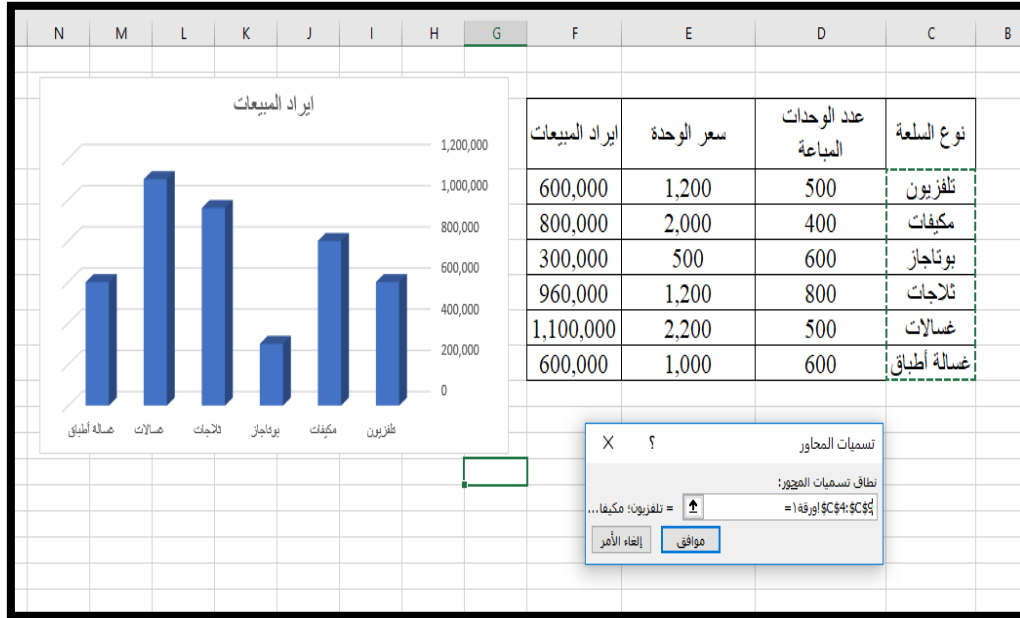 N M L K J I H G F E D C B
نوع السلعة عدد الوحدات المباعة سعر الوحدة ايراد المبيعات
تلفزيون 500 1,200 600,000
مكيفات 400 2,000 800,000
بوتاجاز 600 500 300,000
ثلاجات 800 1,200 960,000
غسالات 500 2,200 1,100,000
غسالة أطباق 600 1,000 600,000
ايراد المبيعات
1,200,000
1,000,000
800,000
600,000
400,000
200,000
0
تلفزيون مكيفات بوتاجاز ثلاجات غسالات غسالة أطباق
تسميات المحاور ؟ X
نطاق تسميات المحور:
=ورقة١!$C$4:$C$9 = تلفزيون؛ مكيفا...
موافق إلغاء الأمر